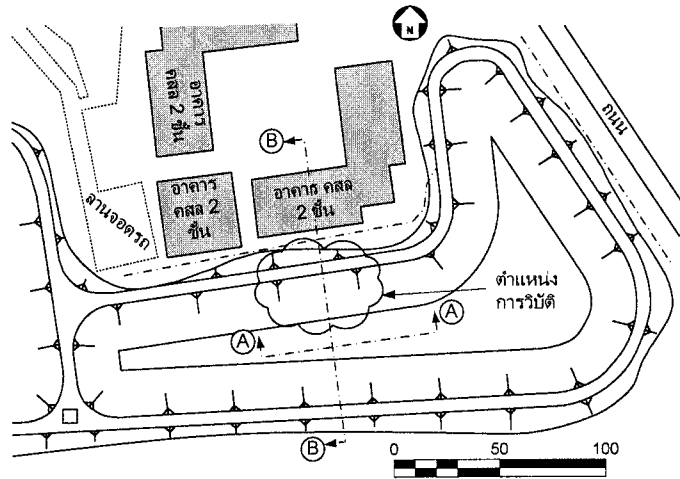 N
อาคาร
คสล 2 ชั้น
ถนน
B
อาคาร
คสล 2
ชั้น
อาคาร คสล
2 ชั้น
ลานจอดรถ
ตำแหน่ง
การวิบัติ
A
A
B
0 50 100